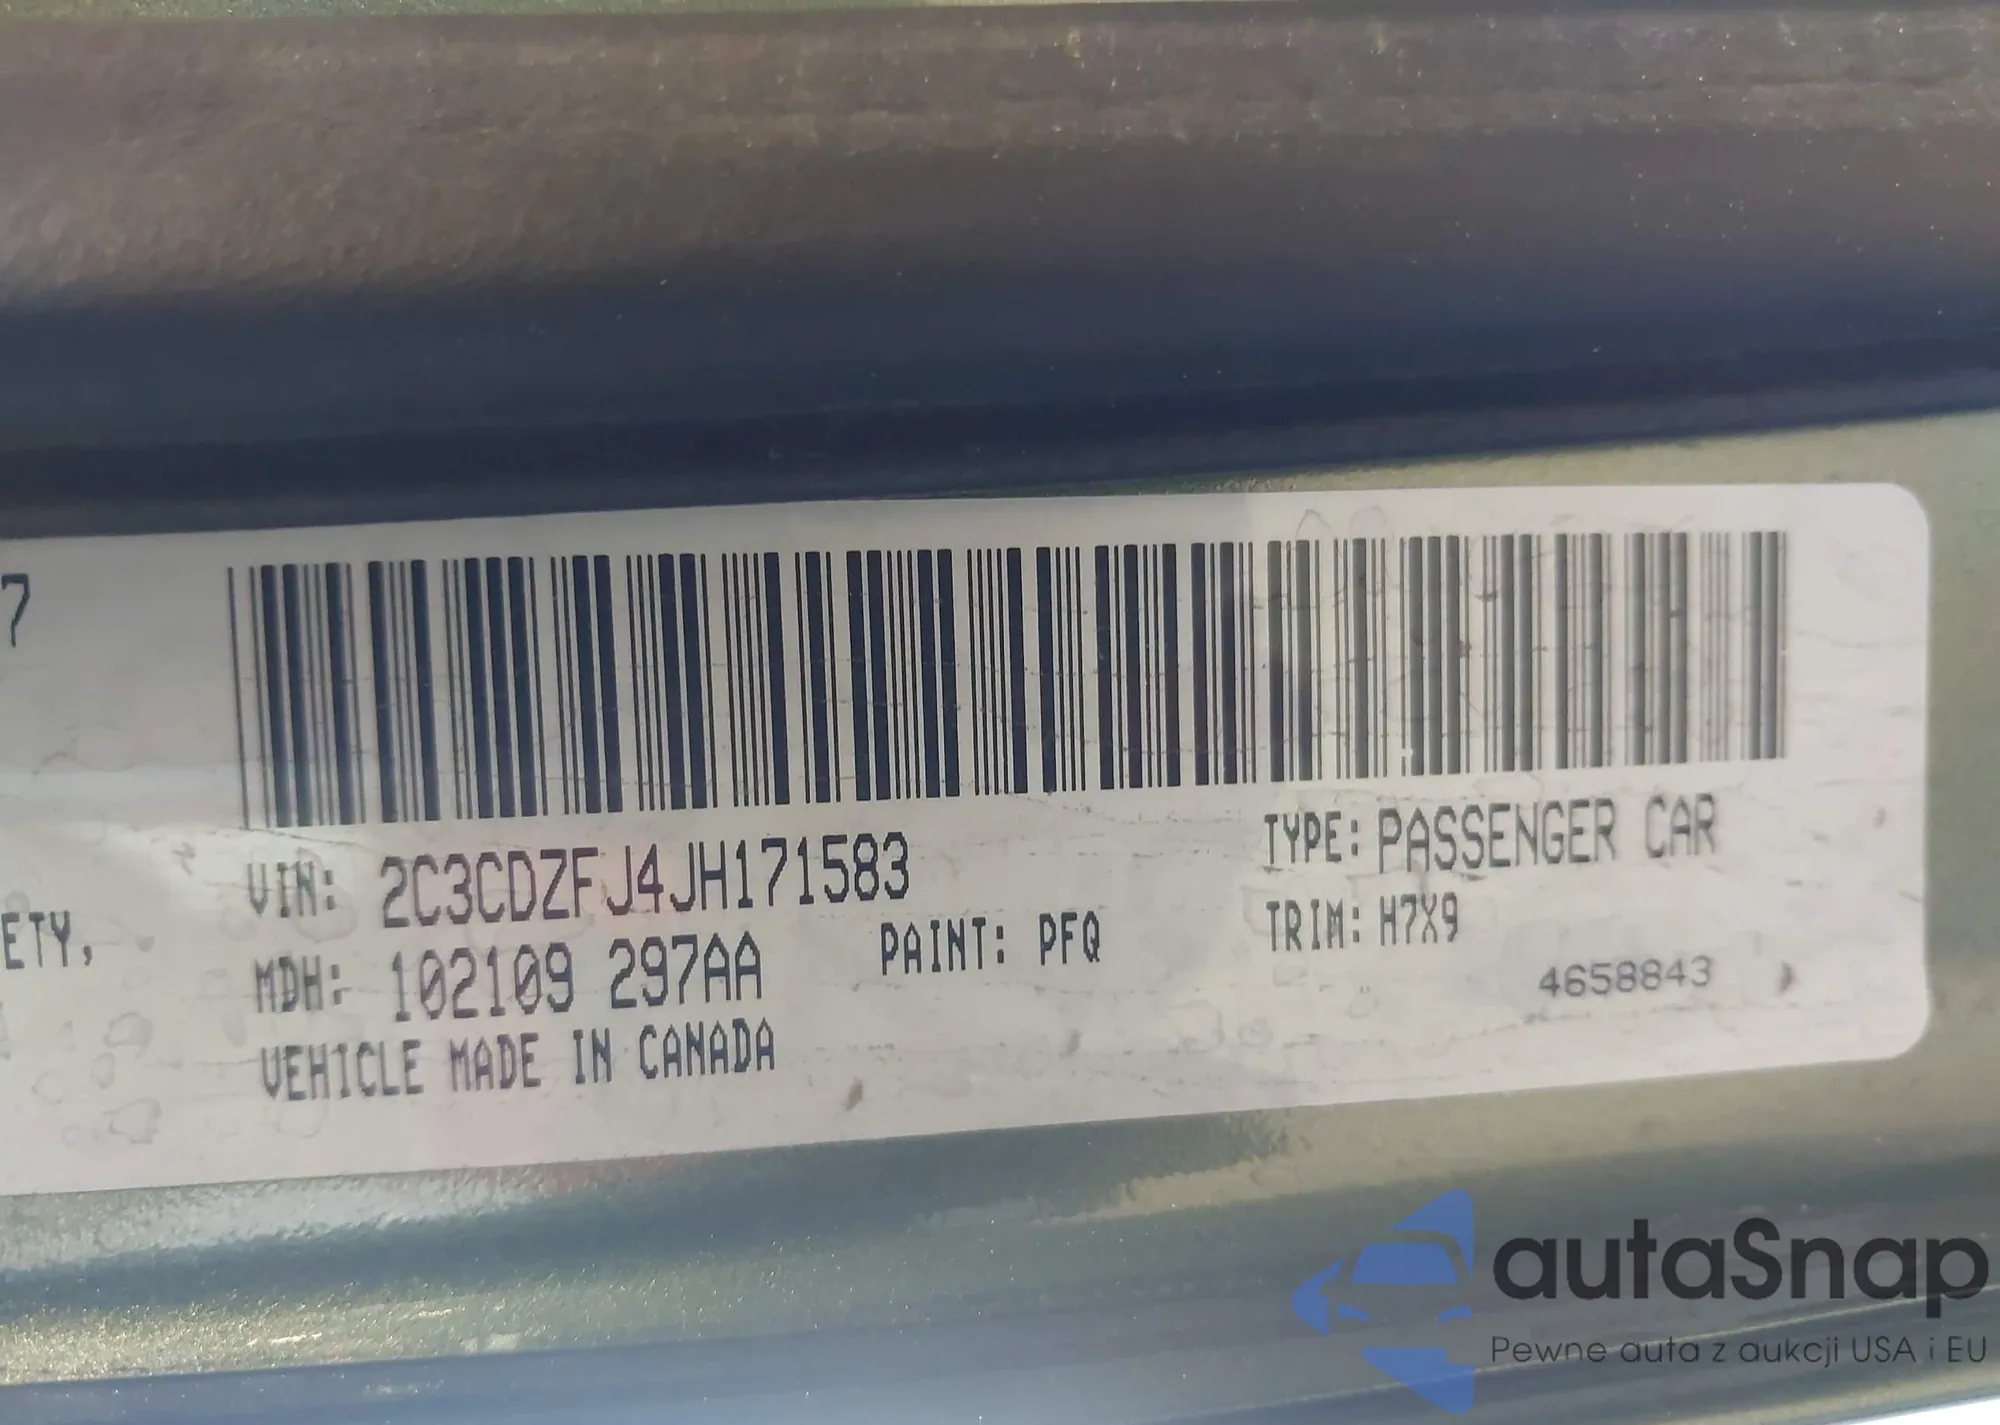 7
ETY,
VIN: 2C3CDZFJ4JH171583
TYPE: PASSENGER CAR
MDH: 102109 297AA
PAINT: PFQ
TRIM: H7X9
VEHICLE MADE IN CANADA
4658843
autaSnap
Pewne auta z aukcji USA i EU